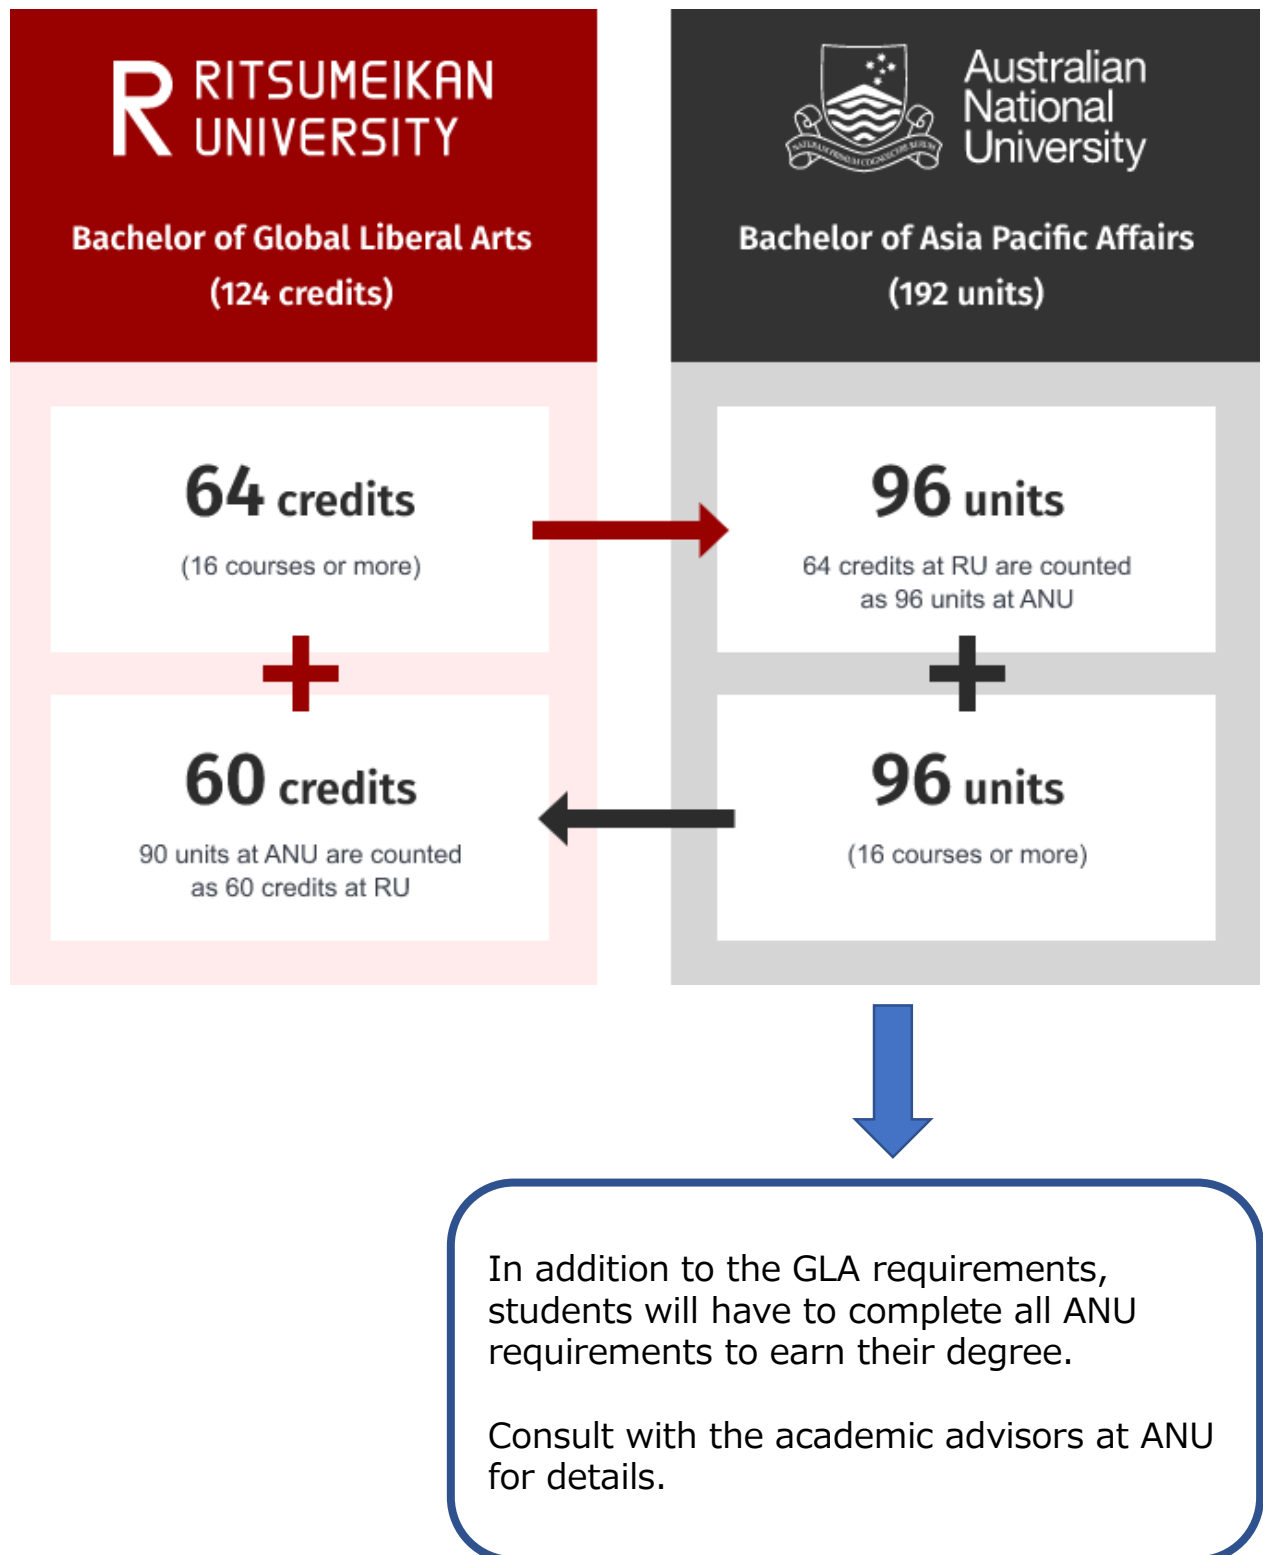 RITSUMEIKAN
UNIVERSITY
Bachelor of Global Liberal Arts
(124 credits)
64 credits
(16 courses or more)
60 credits
90 units at ANU are counted
as 60 credits at RU
Australian
National
University
Bachelor of Asia Pacific Affairs
(192 units)
96 units
64 credits at RU are counted
as 96 units at ANU
96 units
(16 courses or more)
In addition to the GLA requirements,
students will have to complete all ANU
requirements to earn their degree.
Consult with the academic advisors at ANU
for details.